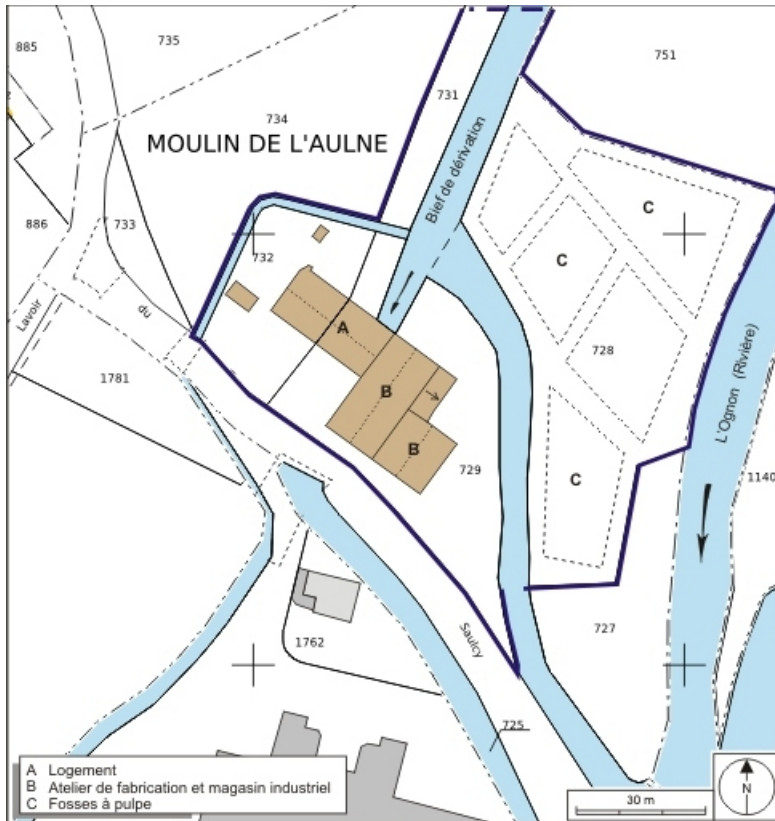 885
735
751
731
734
MOULIN DE L'AULNE
Bief de dérivation
C
886
733
732
C
Lavoir
du
A
728
L'Ognon (Rivière)
1781
B
B
729
C
1140
1762
Saulcy
727
725
A Logement
B Atelier de fabrication et magasin industriel
C Fosses à pulpe
30 m
N